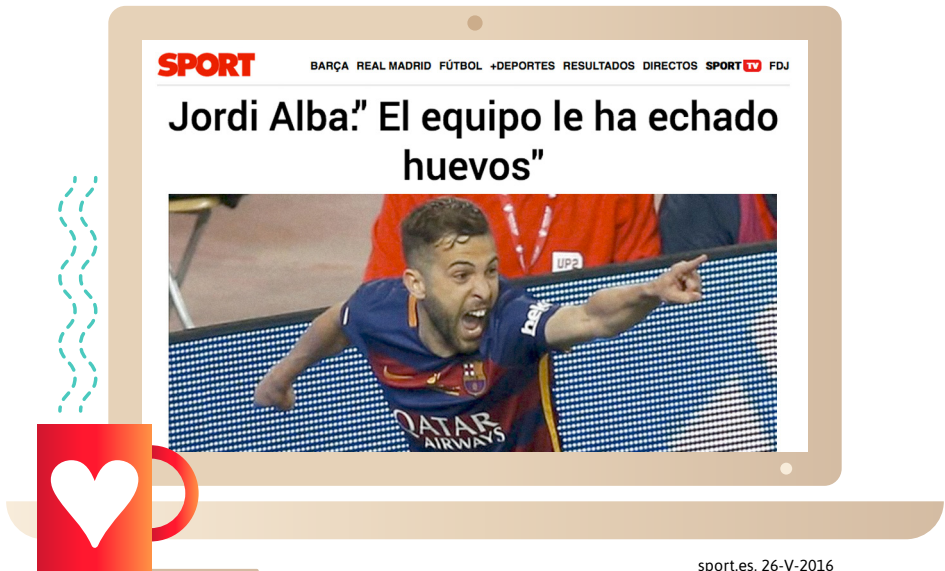 SPORT
BARÇA REAL MADRID FÚTBOL +DEPORTES RESULTADOS DIRECTOS SPORT TV FDJ
Jordi Alba:" El equipo le ha echado
huevos"
UP2
beko
QATAR
AIRWAYS
sport.es, 26-V-2016